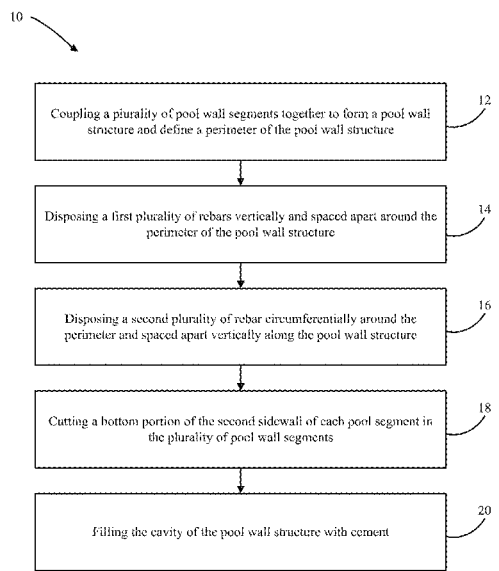 10
Coupling a plurality of pool wall segments together to form a pool wall
structure and define a perimeter of the pool wall structure
12
Disposing a first plurality of rebars vertically and spaced apart around the
perimeter of the pool wall structure
14
Disposing a second plurality of rebar circumferentially around the
perimeter and spaced apart vertically along the pool wall structure
16
Cutting a bottom portion of the second sidewall of each pool segment in
the plurality of pool wall segments
18
Filling the cavity of the pool wall structure with cement
20